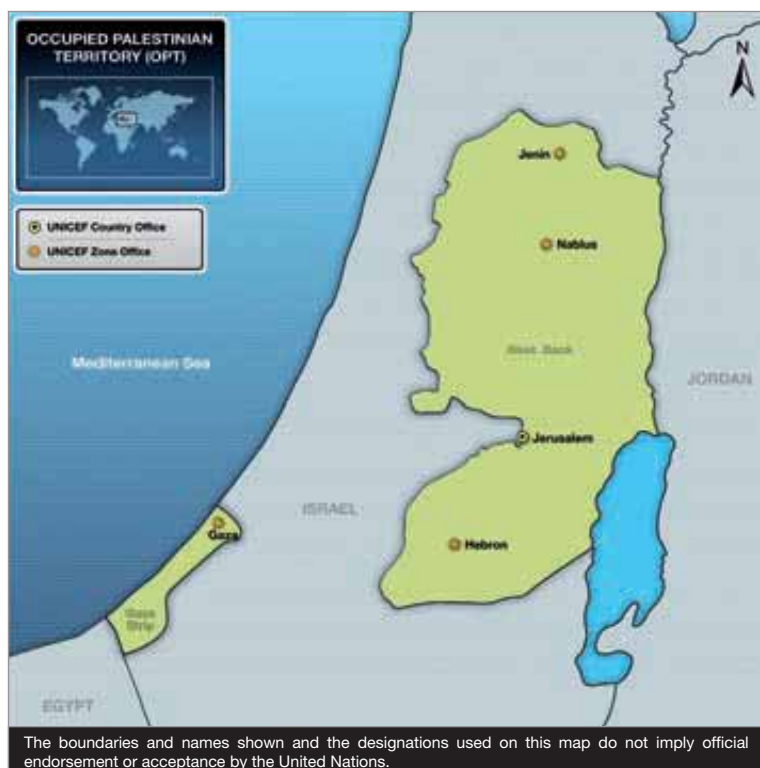 OCCUPIED PALESTINIAN
TERRITORY (OPT)
N
UNICEF Country Office
UNICEF Zone Office
Jenin
Nablus
Mediterranean Sea
West Bank
JORDAN
Jerusalem
ISRAEL
Gaza
Hebron
Gaza
Strip
EGYPT
The boundaries and names shown and the designations used on this map do not imply official
endorsement or acceptance by the United Nations.